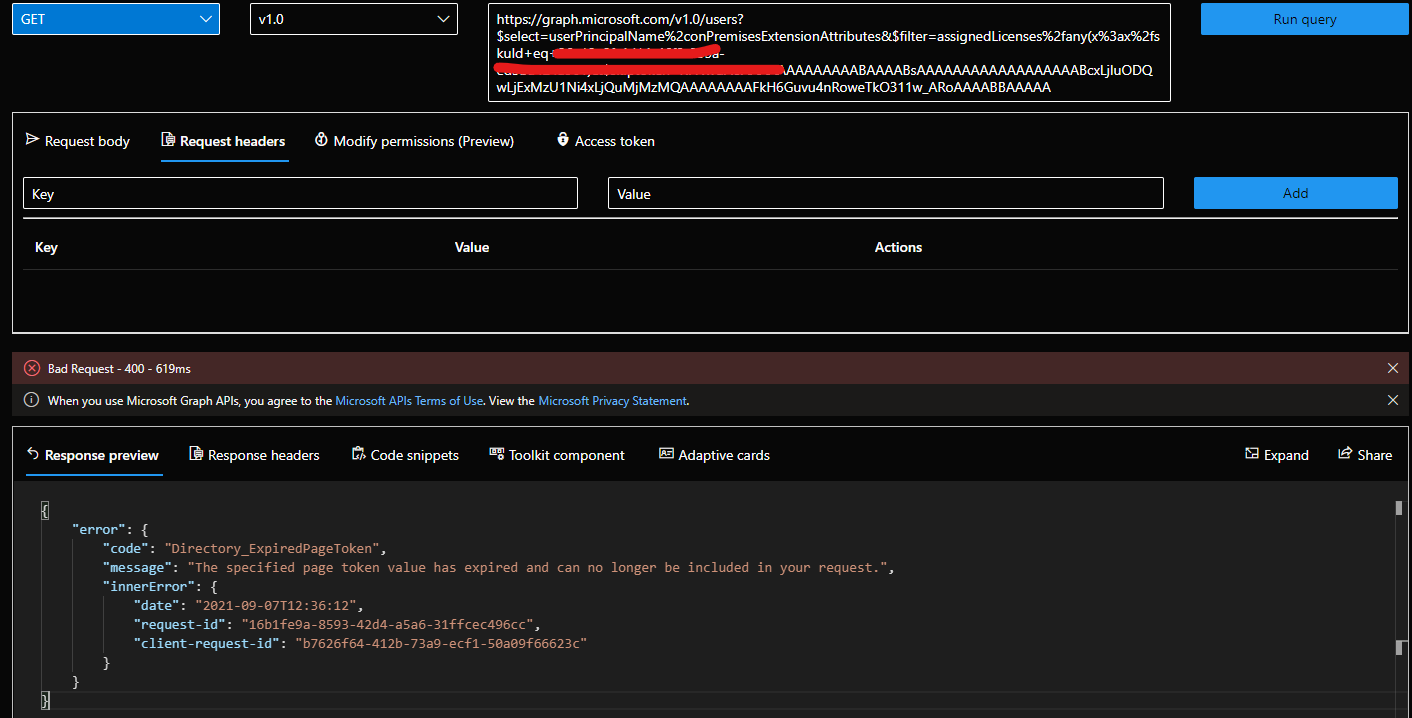 GET
v1.0
https://graph.microsoft.com/v1.0/users?
$select=userPrincipalName%2conPremisesExtensionAttributes&$filter=assignedLicenses%2fany(x%3ax%2fs
kuId+eq+
AAAAAAAAABAAAABsAAAAAAAAAAAAAAAAAABcxLjIuODQ
wLjExMzU1Ni4xLjQuMjMzMQAAAAAAAAFkH6Guvu4nRoweTkO311w_ARoAAAABBAAAAA
Run query
Request body
Request headers
Modify permissions (Preview)
Access token
Key
Value
Add
Key
Value
Actions
Bad Request - 400 - 619ms
When you use Microsoft Graph APIs, you agree to the Microsoft APIs Terms of Use. View the Microsoft Privacy Statement.
Response preview
Response headers
Code snippets
Toolkit component
Adaptive cards
Expand
Share
{
"error": {
"code": "Directory_ExpiredPageToken",
"message": "The specified page token value has expired and can no longer be included in your request.",
"innerError": {
"date": "2021-09-07T12:36:12",
"request-id": "16b1fe9a-8593-42d4-a5a6-31ffcec496cc",
"client-request-id": "b7626f64-412b-73a9-ecf1-50a09f66623c"
}
}
}